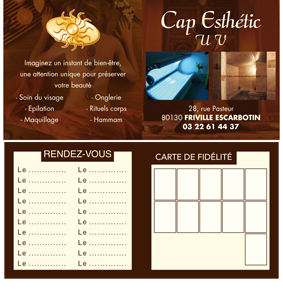 Cap Esthétic
U V
Imaginez un instant de bien-être,
une attention unique pour préserver
votre beauté
- Soin du visage
- Epilation
- Maquillage
- Onglerie
- Rituels corps
- Hammam
28, rue Pasteur
80130 FRIVILLE ESCARBOTIN
03 22 61 44 37
RENDEZ-VOUS
Le ............... Le ...............
Le ............... Le ...............
Le ............... Le ...............
Le ............... Le ...............
Le ............... Le ...............
Le ............... Le ...............
Le ............... Le ...............
Le ............... Le ...............
Le ............... Le ...............
CARTE DE FIDÉLITÉ